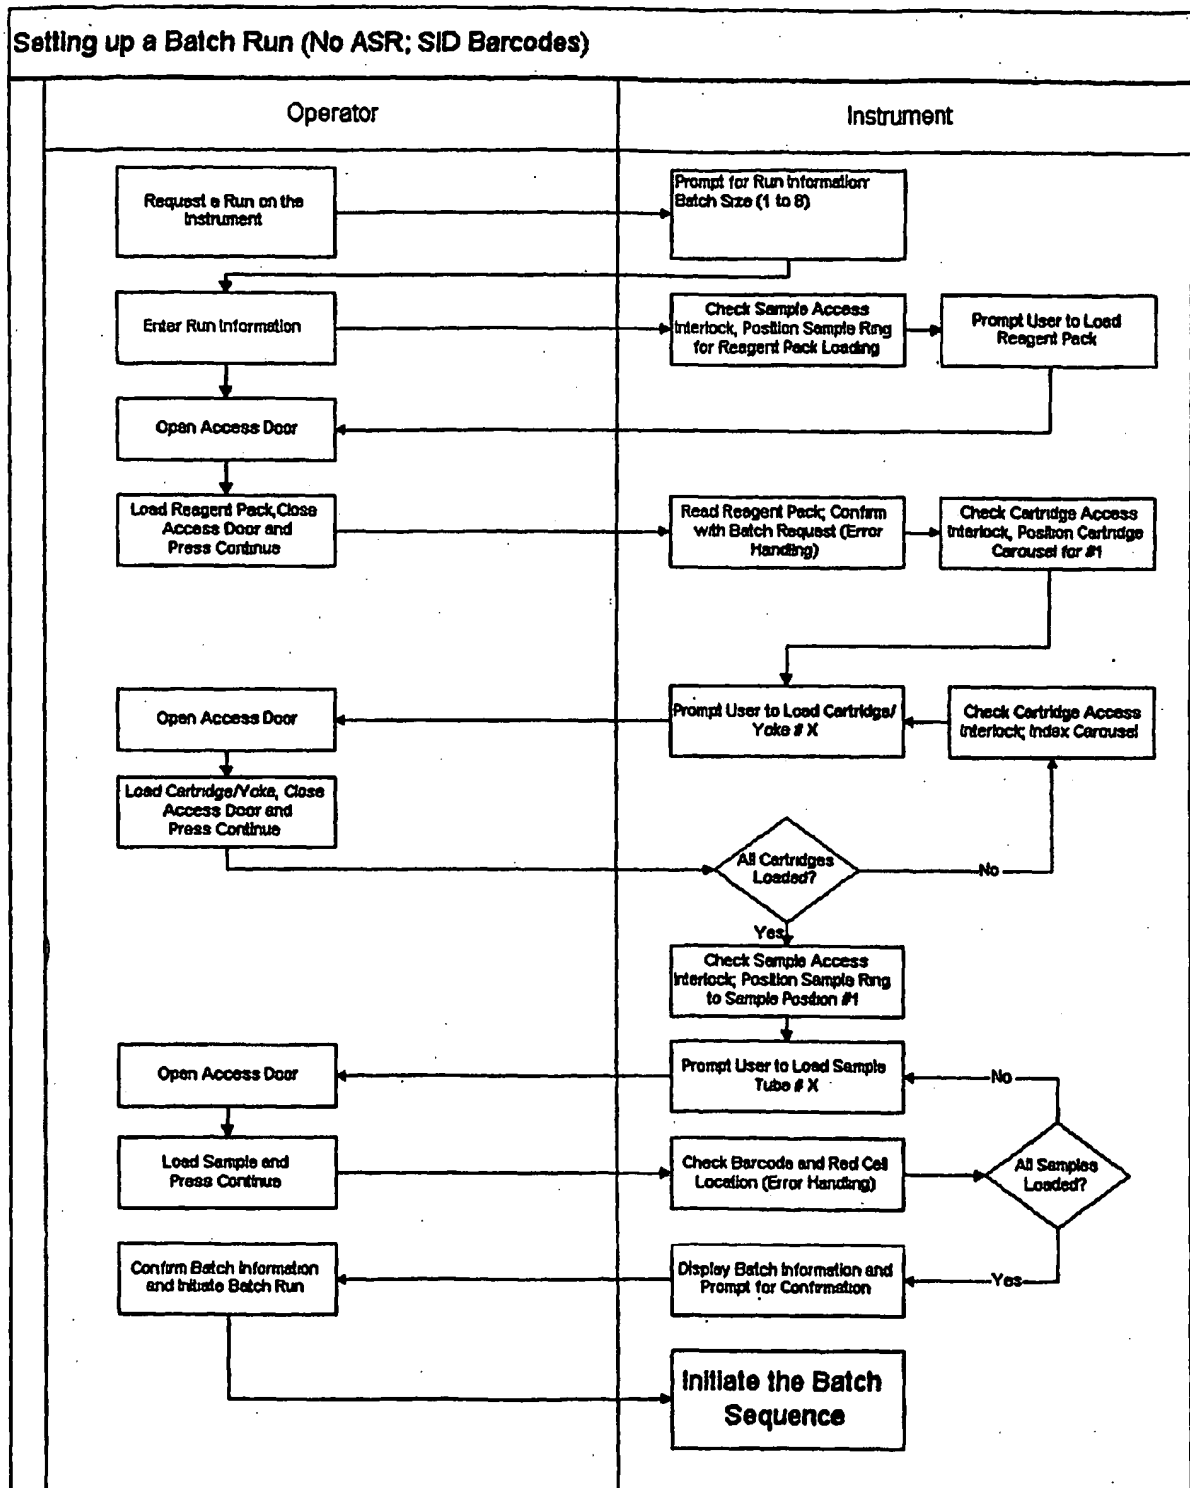 Setting up a Batch Run (No ASR; SID Barcodes)
Operator
Instrument
Request a Run on the
Instrument
Prompt for Run Information:
Batch Size (1 to 8)
Enter Run Information
Check Sample Access
Interlock, Position Sample Ring
for Reagent Pack Loading
Prompt User to Load
Reagent Pack
Open Access Door
Load Reagent Pack, Close
Access Door and
Press Continue
Read Reagent Pack; Confirm
with Batch Request (Error
Handling)
Check Cartridge Access
Interlock, Position Cartridge
Carousel for #1
Open Access Door
Prompt User to Load Cartridge/
Yoke # X
Check Cartridge Access
Interlock; Index Carousel
Load Cartridge/Yoke, Close
Access Door and
Press Continue
All Cartridges
Loaded?
No
Yes
Check Sample Access
Interlock; Position Sample Ring
to Sample Position #1
Open Access Door
Prompt User to Load Sample
Tube # X
No
Load Sample and
Press Continue
Check Barcode and Red Cell
Location (Error Handling)
All Samples
Loaded?
Confirm Batch Information
and Initiate Batch Run
Display Batch Information and
Prompt for Confirmation
Yes
Initiate the Batch
Sequence